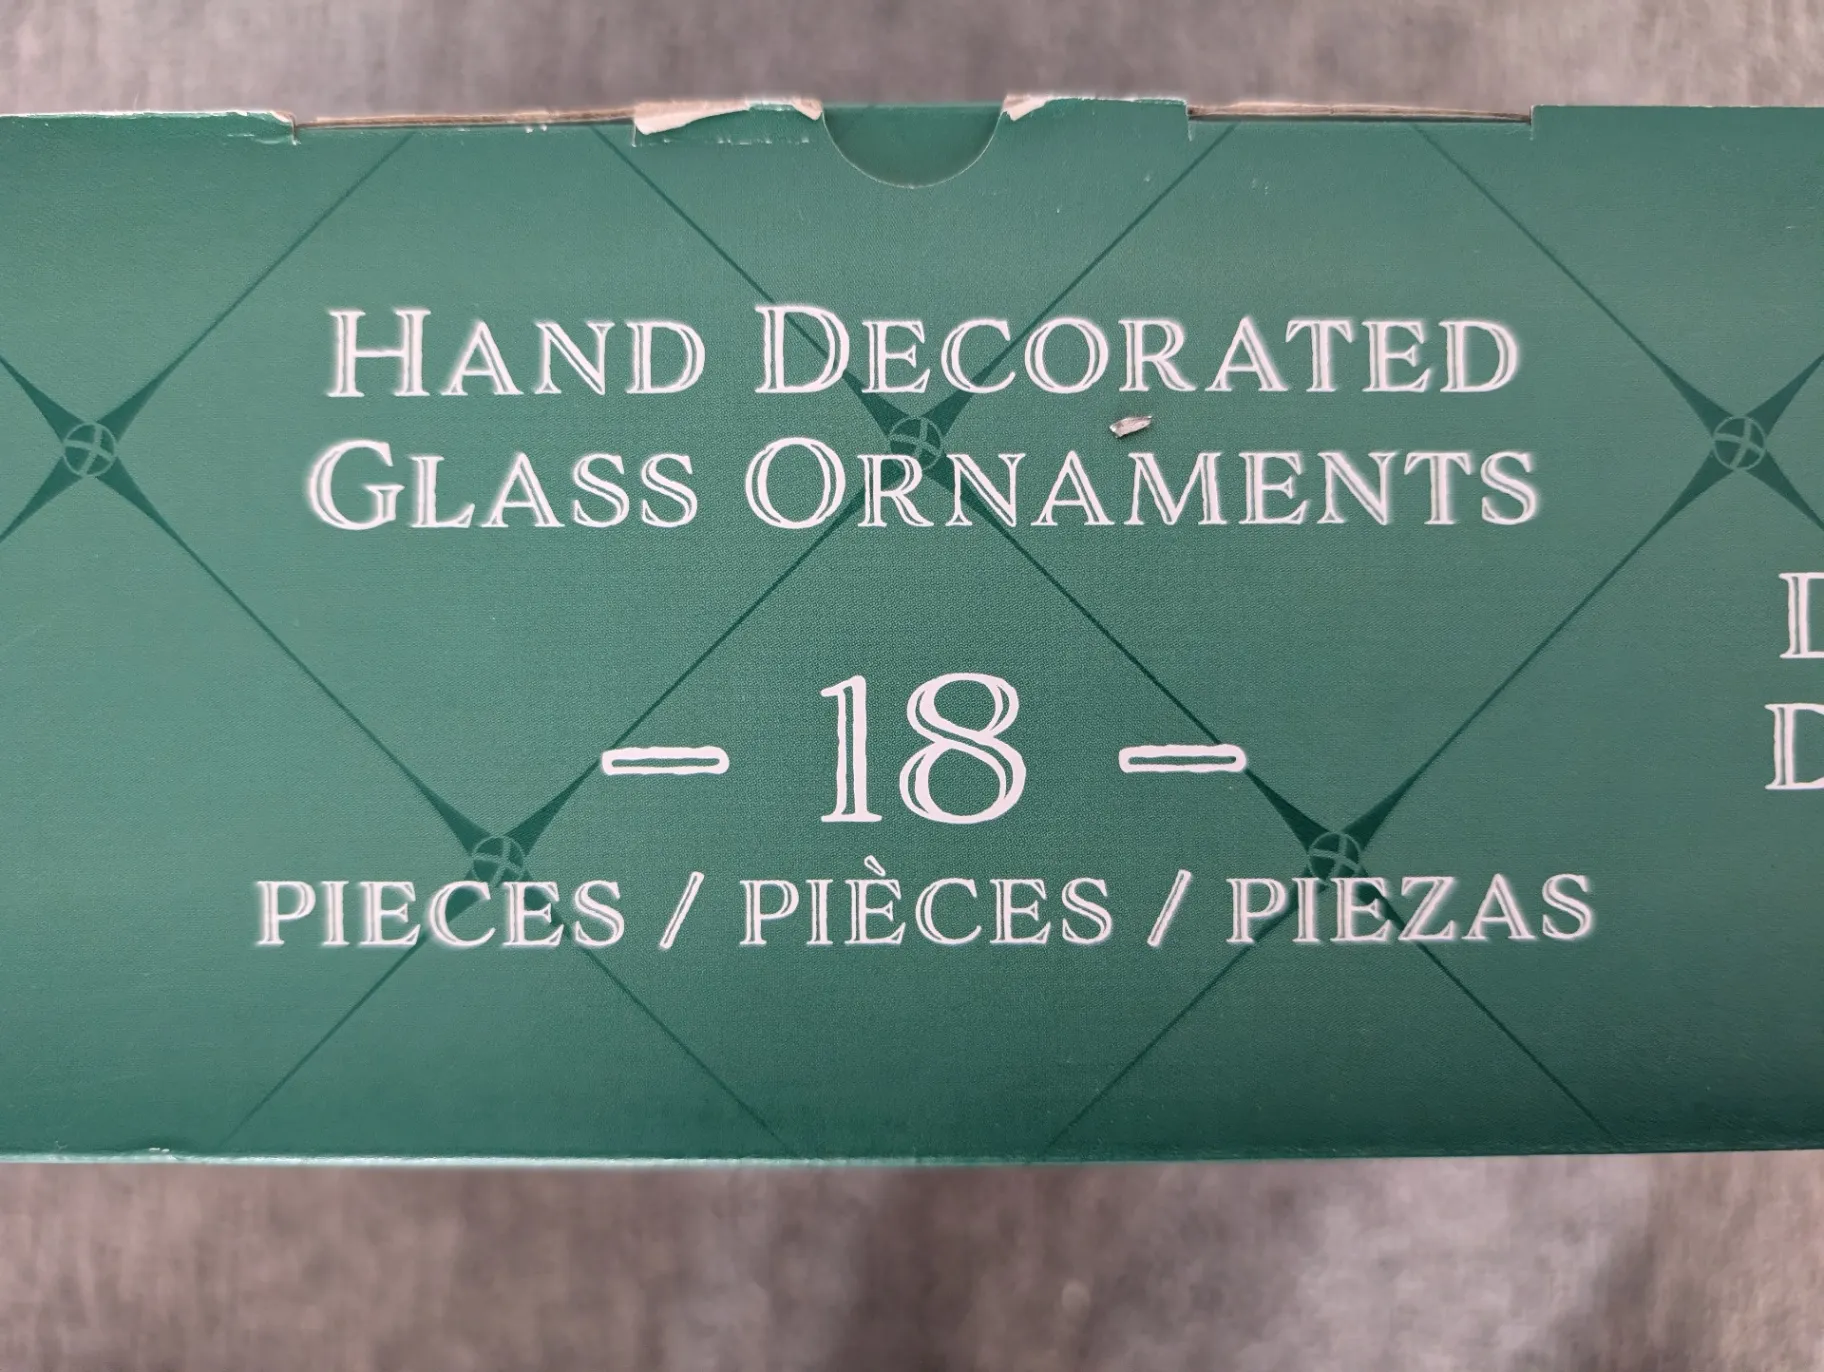 Hand Decorated
Glass Ornaments
– 18 –
PIECES / PIÈCES / PIEZAS